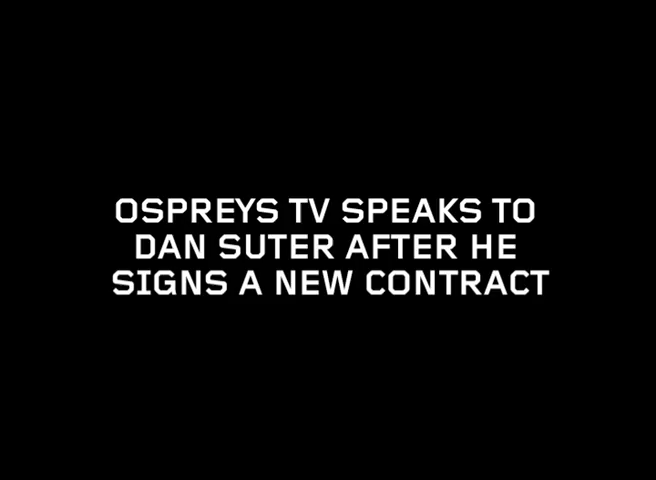 OSPREYS TV SPEAKS TO
DAN SUTER AFTER HE
SIGNS A NEW CONTRACT